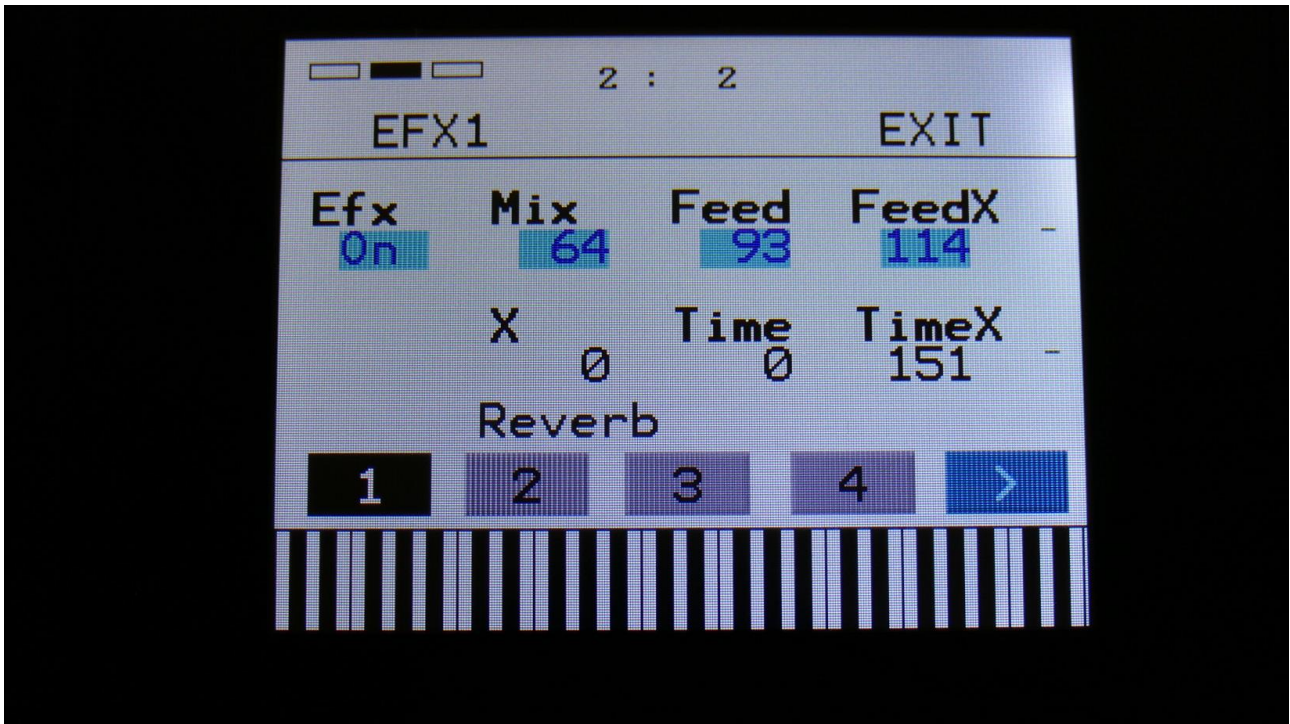 2 : 2
EFX1 EXIT
Efx Mix Feed FeedX
On 64 93 114
X Time TimeX
0 0 151
Reverb
1 2 3 4 >